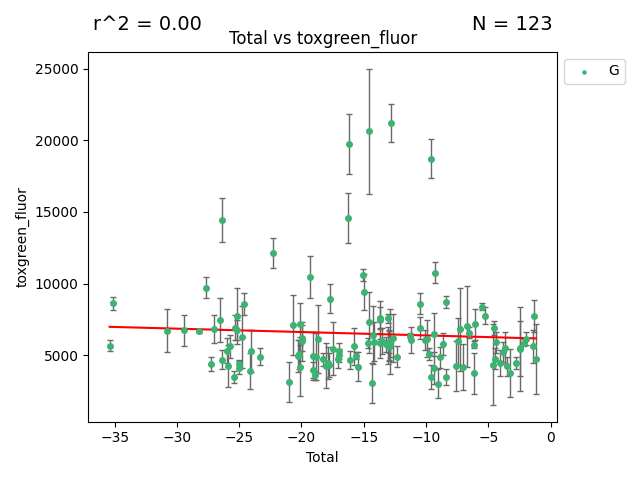 r^2 = 0.00
N = 123
Total vs toxgreen_fluor
G
25000
20000
15000
10000
5000
toxgreen_fluor
−35 −30 −25 −20 −15 −10 −5 0
Total